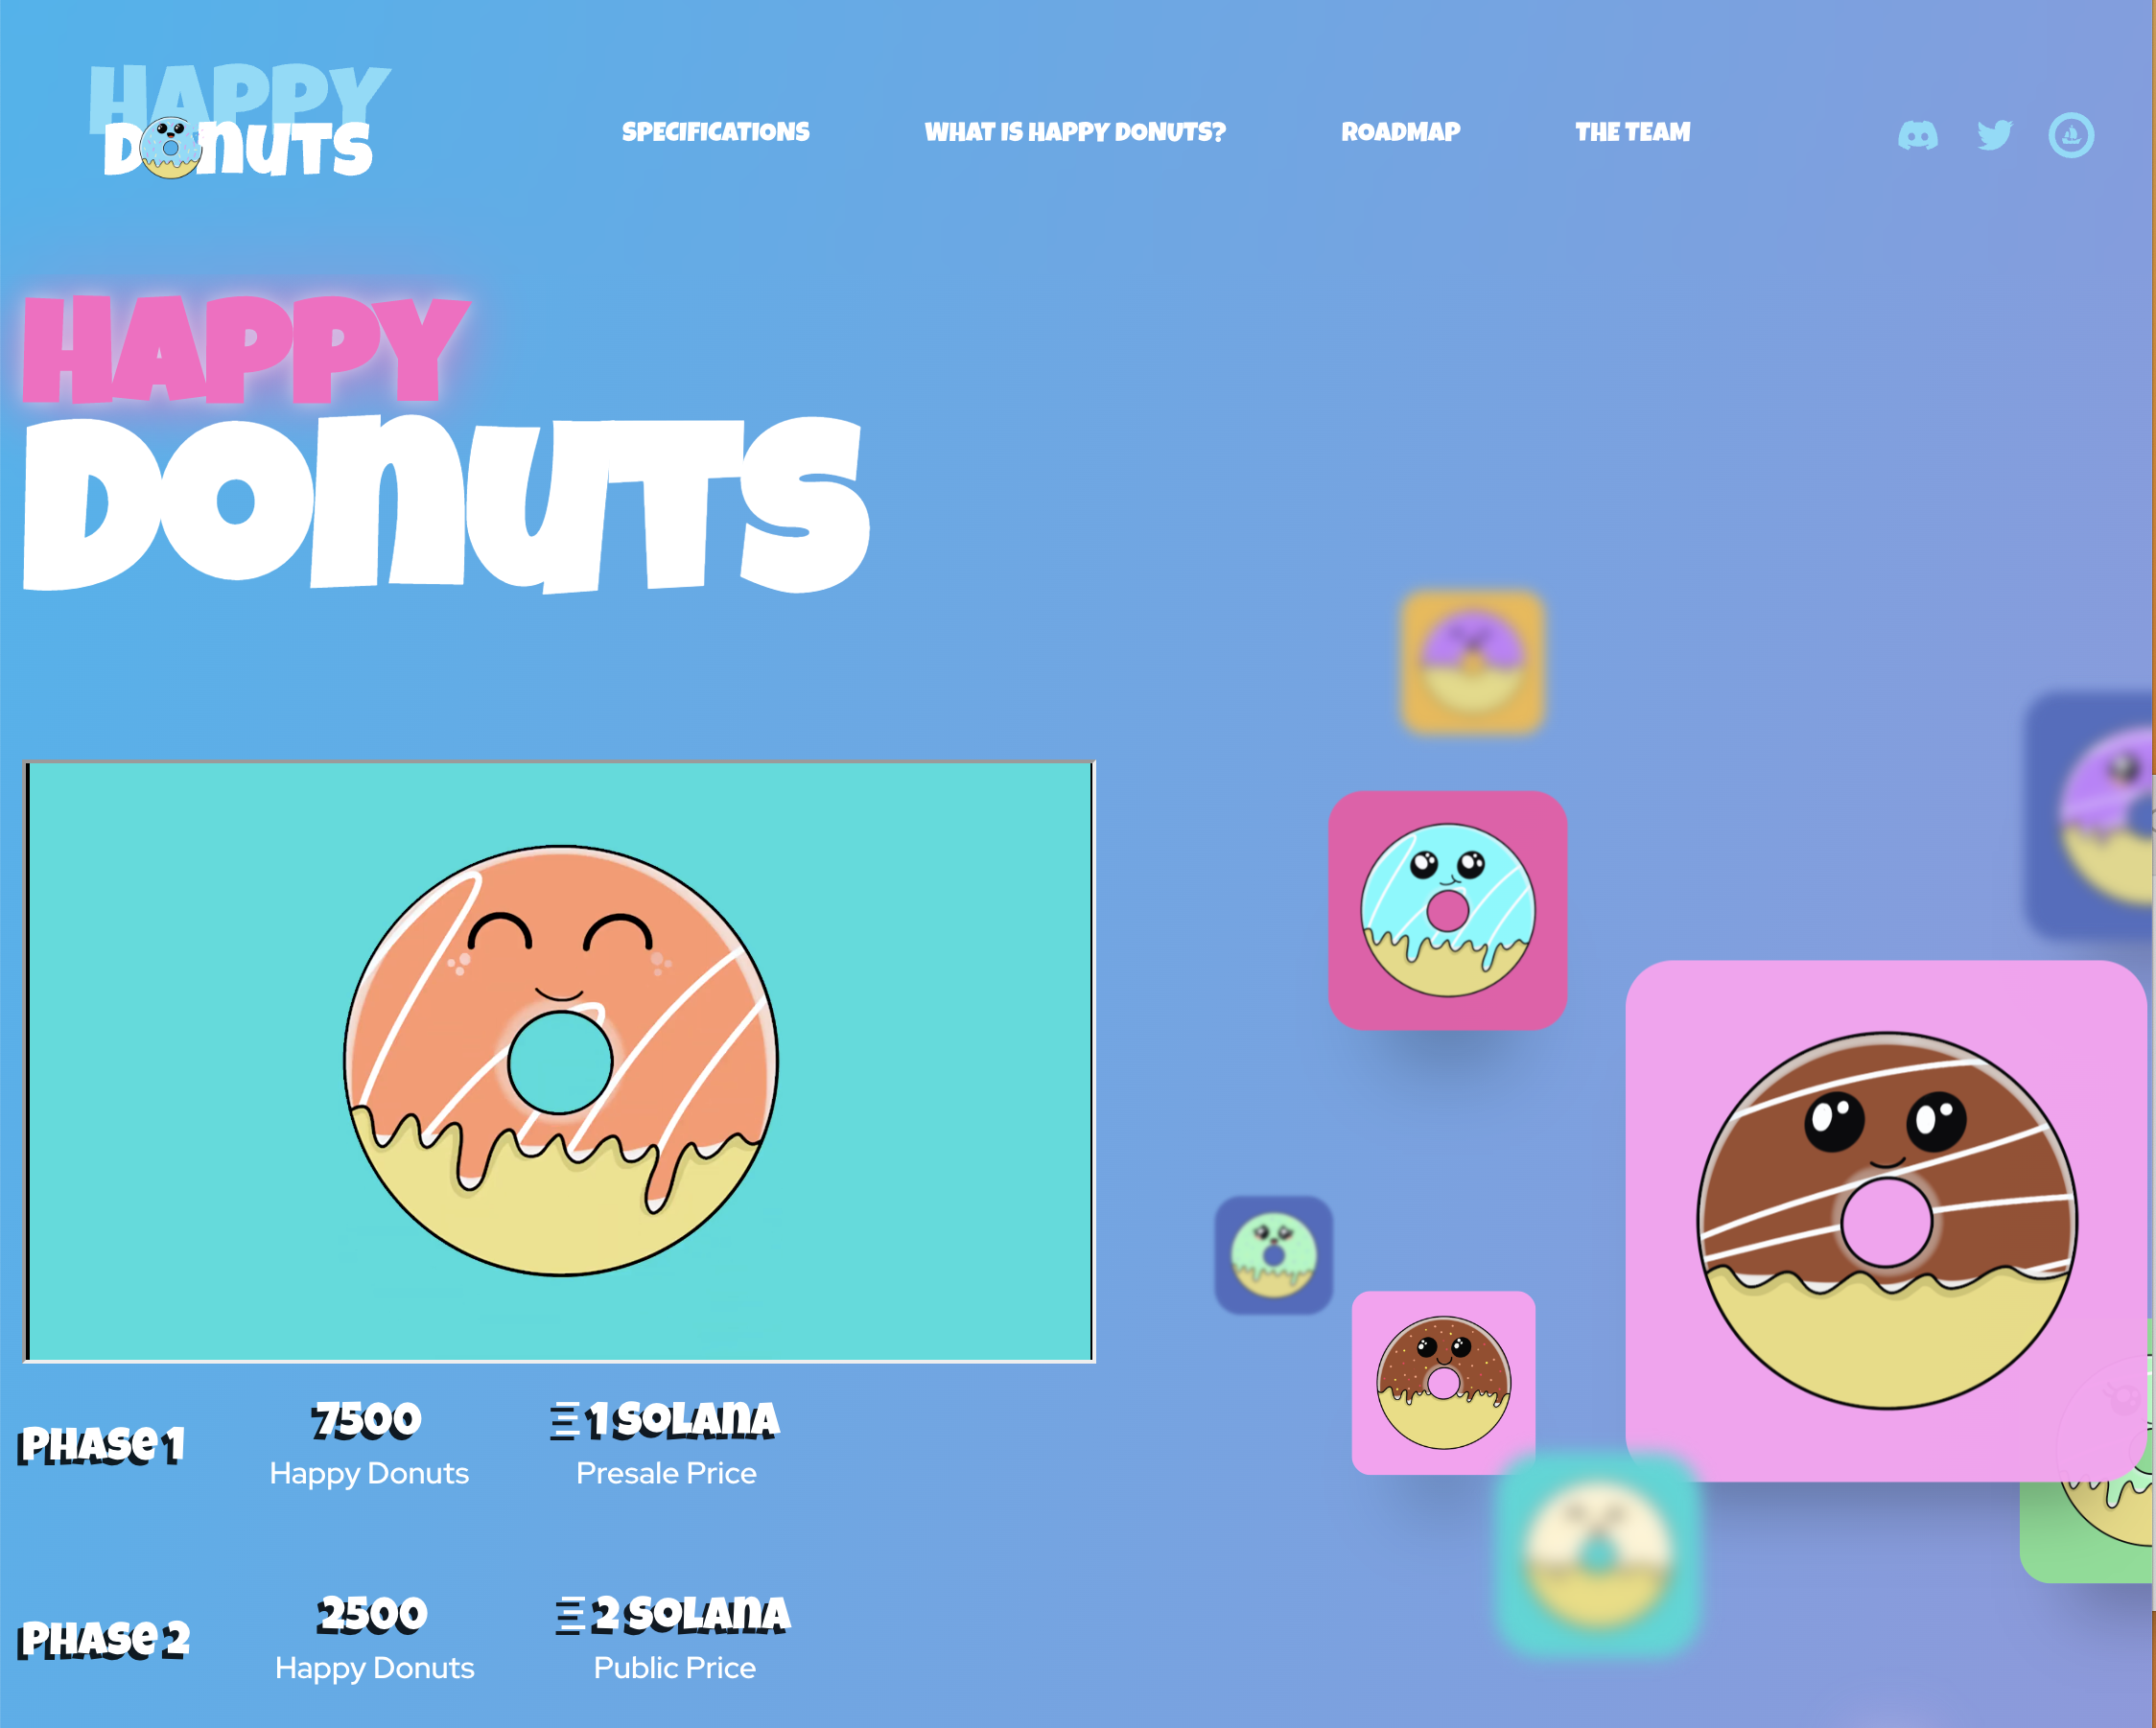 HAPPY
DONUTS
SPECIFICATIONS
WHAT IS HAPPY DONUTS?
ROADMAP
THE TEAM
HAPPY
DONUTS
PHASE 1
7500
Happy Donuts
1 SOLANA
Presale Price
PHASE 2
2500
Happy Donuts
2 SOLANA
Public Price